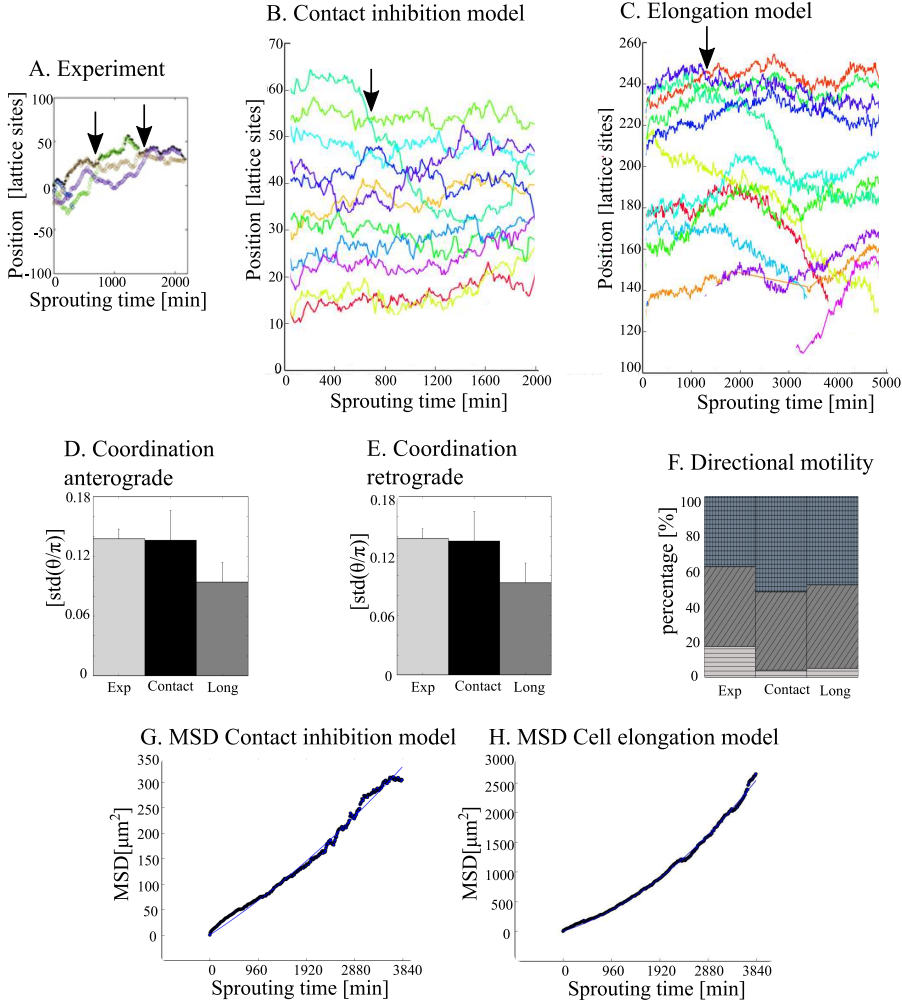 A. Experiment
Position [lattice sites]
100
50
0
-50
-100
0
1000
2000
Sprouting time [min]
B. Contact inhibition model
Position [lattice sites]
70
60
50
40
30
20
10
0
0
400
800
1200
1600
2000
Sprouting time [min]
C. Elongation model
Position [lattice sites]
260
240
220
200
180
160
140
120
100
0
1000
2000
3000
4000
5000
Sprouting time [min]
D. Coordination
anterograde
[std(θ/π)]
0.18
0.12
0.06
0
Exp
Contact
Long
E. Coordination
retrograde
[std(θ/π)]
0.18
0.12
0.06
0
Exp
Contact
Long
F. Directional motility
percentage [%]
100
80
60
40
20
0
Exp
Contact
Long
G. MSD Contact inhibition model
MSD[μm²]
350
300
250
200
150
100
50
0
0
960
1920
2880
3840
Sprouting time [min]
H. MSD Cell elongation model
MSD[μm²]
3000
2500
2000
1500
1000
500
0
0
960
1920
2880
3840
Sprouting time [min]